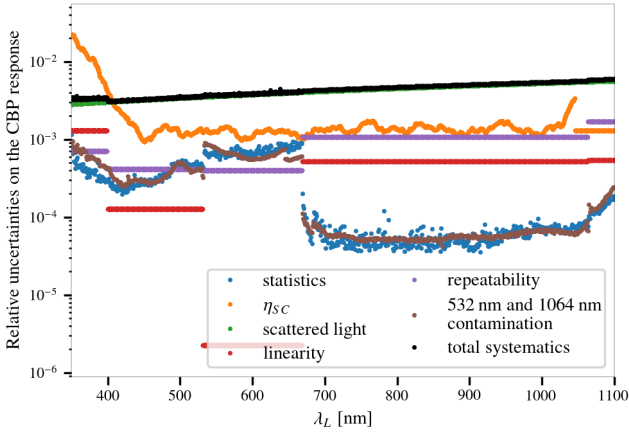 Relative uncertainties on the CBP response
10⁻²
10⁻³
10⁻⁴
10⁻⁵
10⁻⁶
statistics
η_SC
scattered light
linearity
repeatability
532 nm and 1064 nm
contamination
total systematics
400 500 600 700 800 900 1000 1100
λ_L [nm]